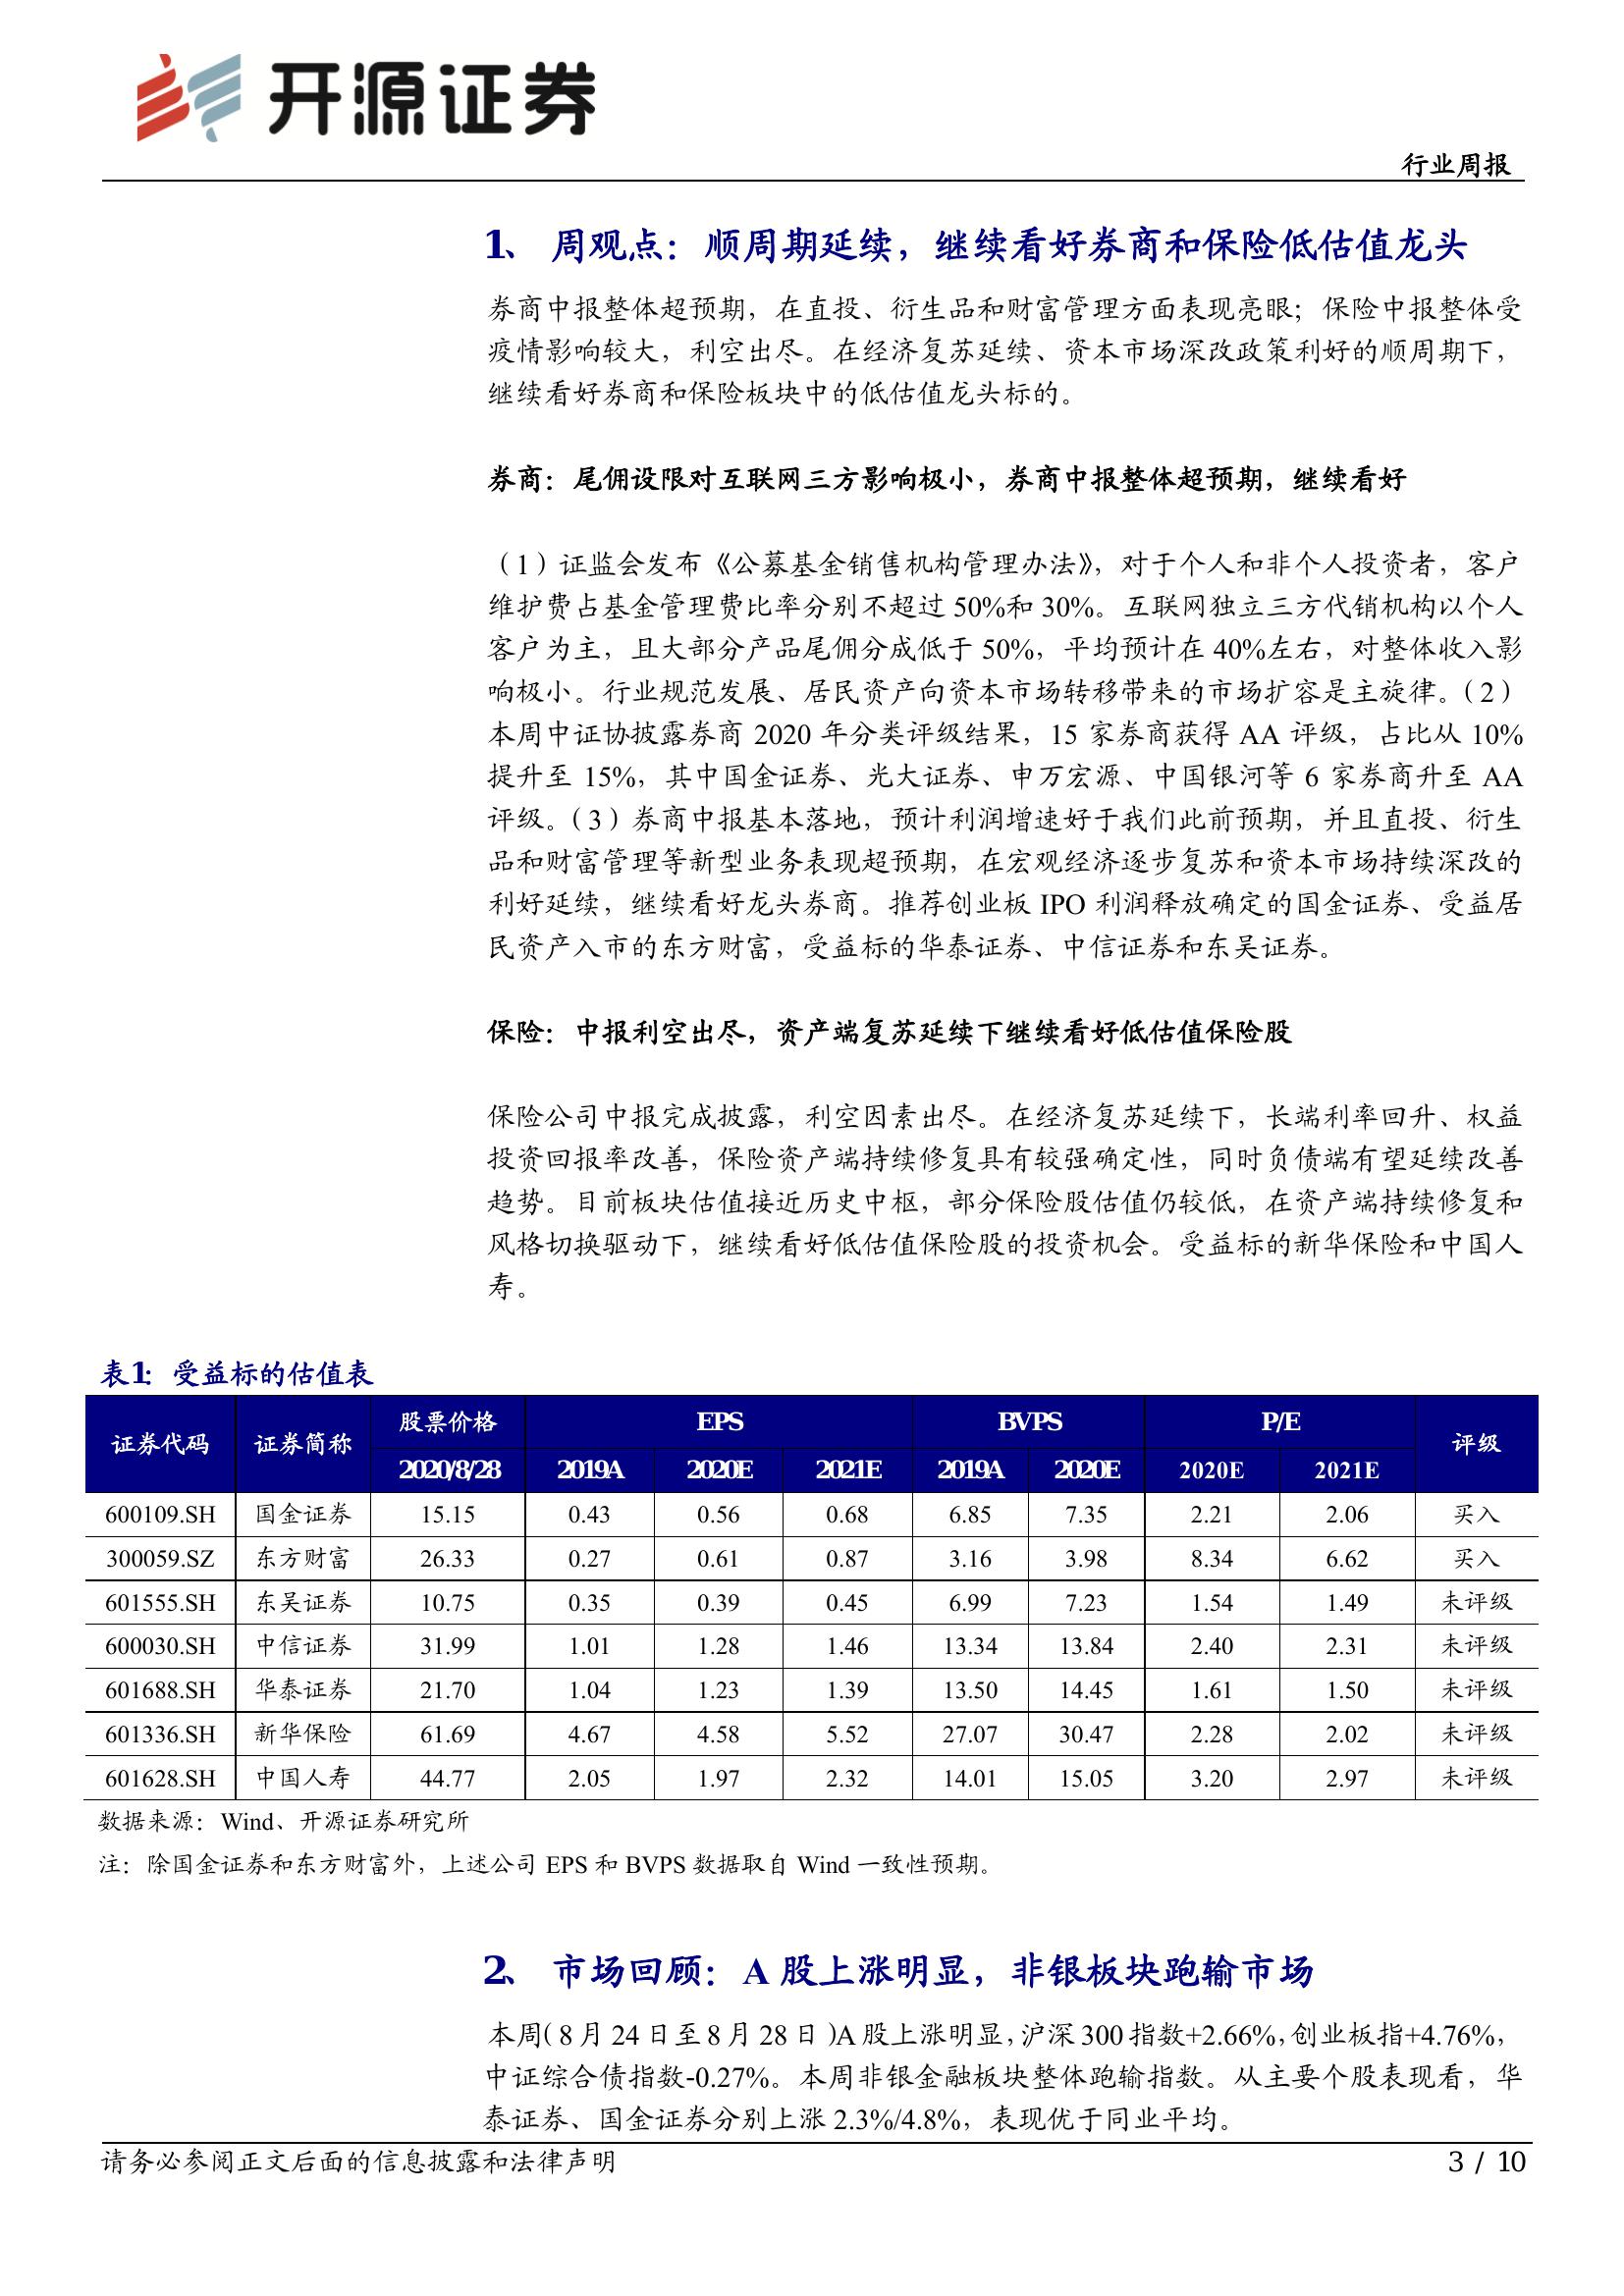 开源证券
行业周报
1、 周观点：顺周期延续，继续看好券商和保险低估值龙头
券商中报整体超预期，在直投、衍生品和财富管理方面表现亮眼；保险中报整体受
疫情影响较大，利空出尽。在经济复苏延续、资本市场深改政策利好的顺周期下，
继续看好券商和保险板块中的低估值龙头标的。
券商：尾佣设限对互联网三方影响极小，券商中报整体超预期，继续看好
（1）证监会发布《公募基金销售机构管理办法》，对于个人和非个人投资者，客户
维护费占基金管理费比率分别不超过 50%和 30%。互联网独立三方代销机构以个人
客户为主，且大部分产品尾佣分成低于 50%，平均预计在 40%左右，对整体收入影
响极小。行业规范发展、居民资产向资本市场转移带来的市场扩容是主旋律。（2）
本周中证协披露券商 2020 年分类评级结果，15 家券商获得 AA 评级，占比从 10%
提升至 15%，其中国金证券、光大证券、申万宏源、中国银河等 6 家券商升至 AA
评级。（3）券商中报基本落地，预计利润增速好于我们此前预期，并且直投、衍生
品和财富管理等新型业务表现超预期，在宏观经济逐步复苏和资本市场持续深改的
利好延续，继续看好龙头券商。推荐创业板 IPO 利润释放确定的国金证券、受益居
民资产入市的东方财富，受益标的华泰证券、中信证券和东吴证券。
保险：中报利空出尽，资产端复苏延续下继续看好低估值保险股
保险公司中报完成披露，利空因素出尽。在经济复苏延续下，长端利率回升、权益
投资回报率改善，保险资产端持续修复具有较强确定性，同时负债端有望延续改善
趋势。目前板块估值接近历史中枢，部分保险股估值仍较低，在资产端持续修复和
风格切换驱动下，继续看好低估值保险股的投资机会。受益标的新华保险和中国人
寿。
表1：受益标的估值表
证券代码 证券简称 股票价格 EPS BVPS P/E 评级
2020/8/28 2019A 2020E 2021E 2019A 2020E 2020E 2021E
600109.SH 国金证券 15.15 0.43 0.56 0.68 6.85 7.35 2.21 2.06 买入
300059.SZ 东方财富 26.33 0.27 0.61 0.87 3.16 3.98 8.34 6.62 买入
601555.SH 东吴证券 10.75 0.35 0.39 0.45 6.99 7.23 1.54 1.49 未评级
600030.SH 中信证券 31.99 1.01 1.28 1.46 13.34 13.84 2.40 2.31 未评级
601688.SH 华泰证券 21.70 1.04 1.23 1.39 13.50 14.45 1.61 1.50 未评级
601336.SH 新华保险 61.69 4.67 4.58 5.52 27.07 30.47 2.28 2.02 未评级
601628.SH 中国人寿 44.77 2.05 1.97 2.32 14.01 15.05 3.20 2.97 未评级
数据来源：Wind、开源证券研究所
注：除国金证券和东方财富外，上述公司 EPS 和 BVPS 数据取自 Wind 一致性预期。
2、 市场回顾：A 股上涨明显，非银板块跑输市场
本周（8 月 24 日至 8 月 28 日）A 股上涨明显，沪深 300 指数+2.66%，创业板指+4.76%，
中证综合债指数-0.27%。本周非银金融板块整体跑输指数。从主要个股表现看，华
泰证券、国金证券分别上涨 2.3%/4.8%，表现优于同业平均。
请务必参阅正文后面的信息披露和法律声明 3 / 10